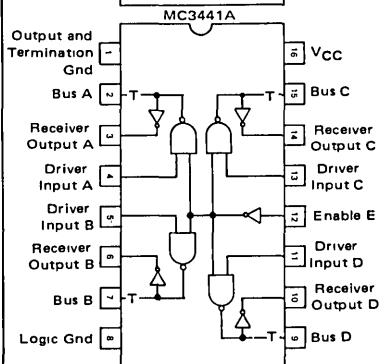 MC3441A
Output and
Termination
Gnd
1
16
VCC
Bus A
2
T
T
15
Bus C
Receiver
Output A
3
14
Receiver
Output C
Driver
Input A
4
13
Driver
Input C
Driver
Input B
5
12
Enable E
Receiver
Output B
6
11
Driver
Input D
Bus B
7
T
10
Receiver
Output D
Logic Gnd
8
T
9
Bus D